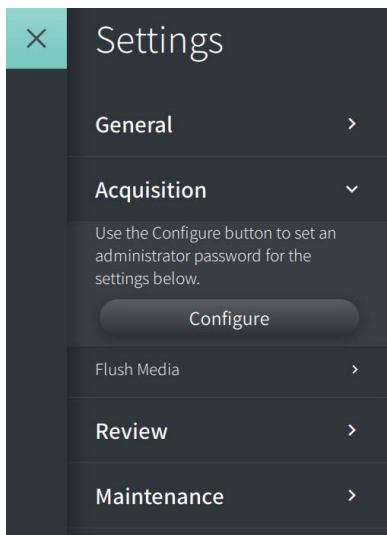 Settings
General
Acquisition
Use the Configure button to set an
administrator password for the
settings below.
Configure
Flush Media
Review
Maintenance